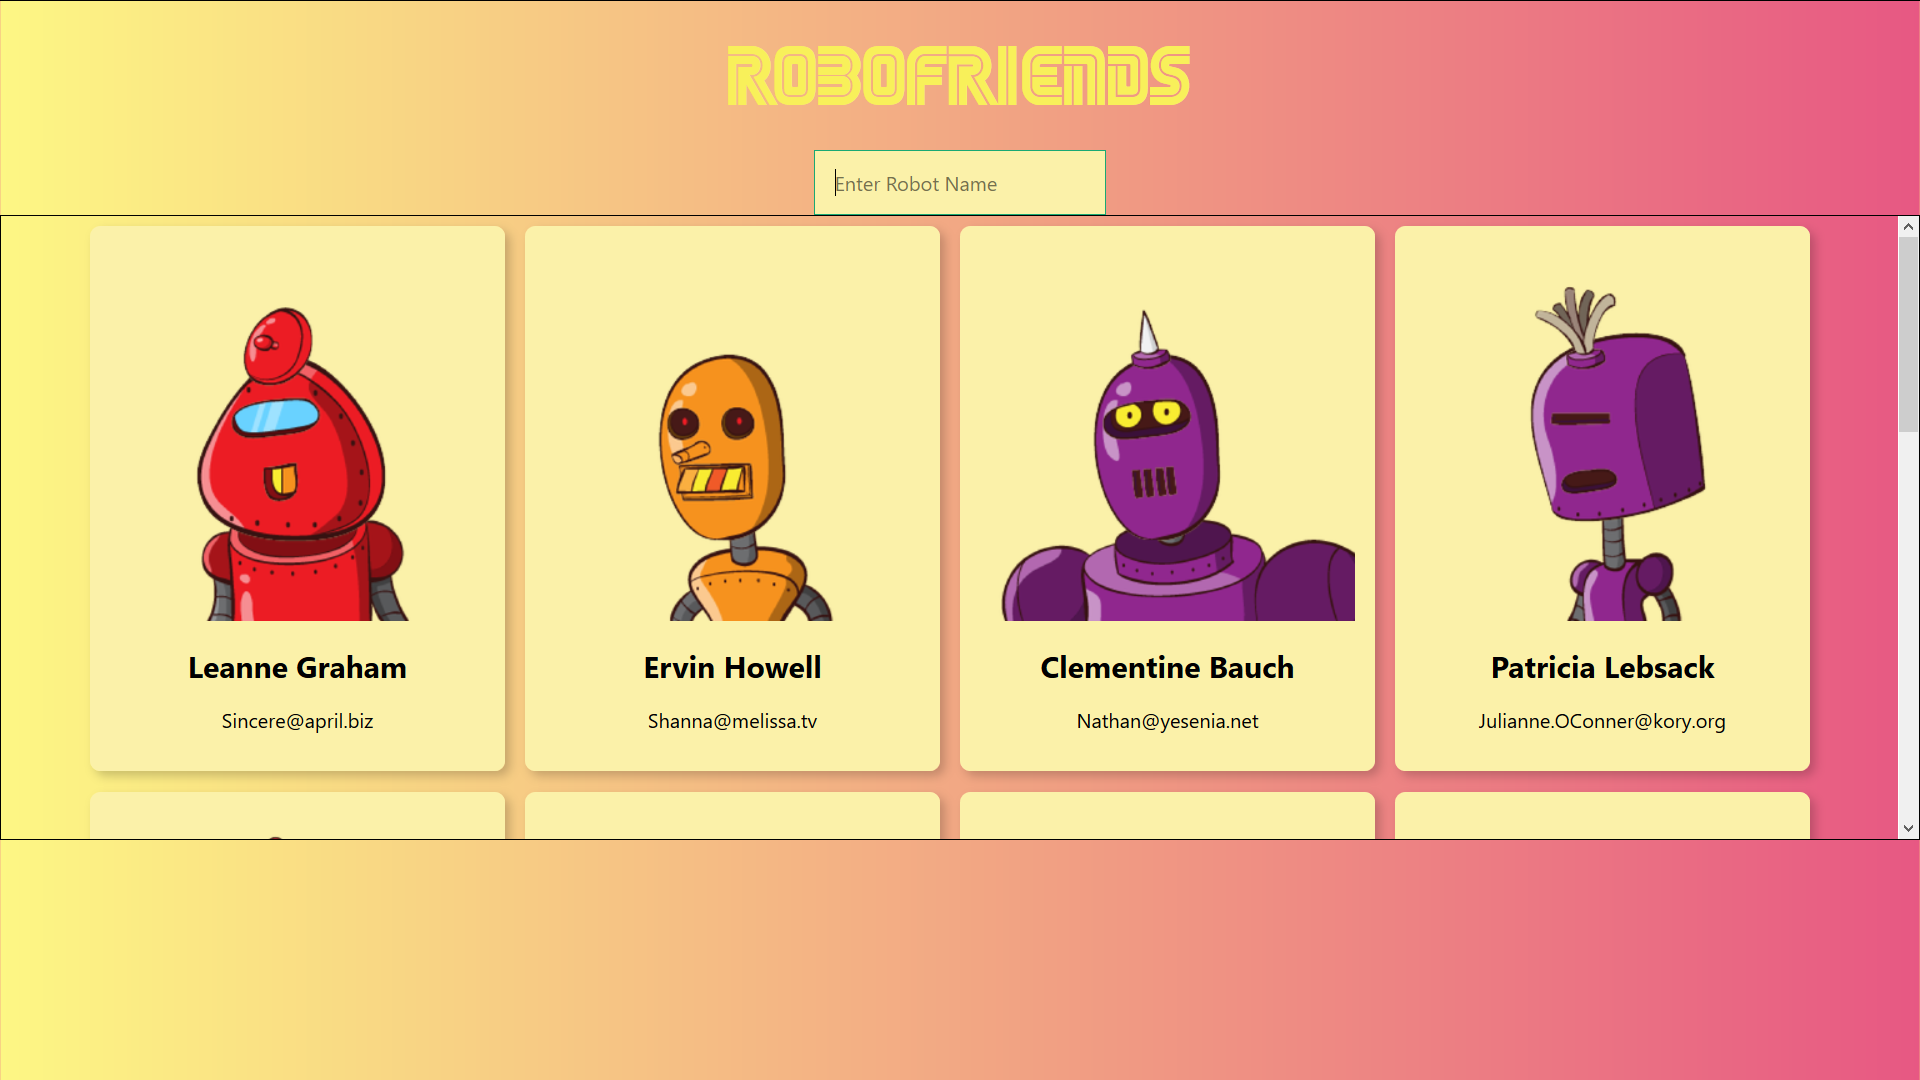 ROBOFRIENDS
Enter Robot Name
Leanne Graham
Sincere@april.biz
Ervin Howell
Shanna@melissa.tv
Clementine Bauch
Nathan@yesenia.net
Patricia Lebsack
Julianne.OConner@kory.org